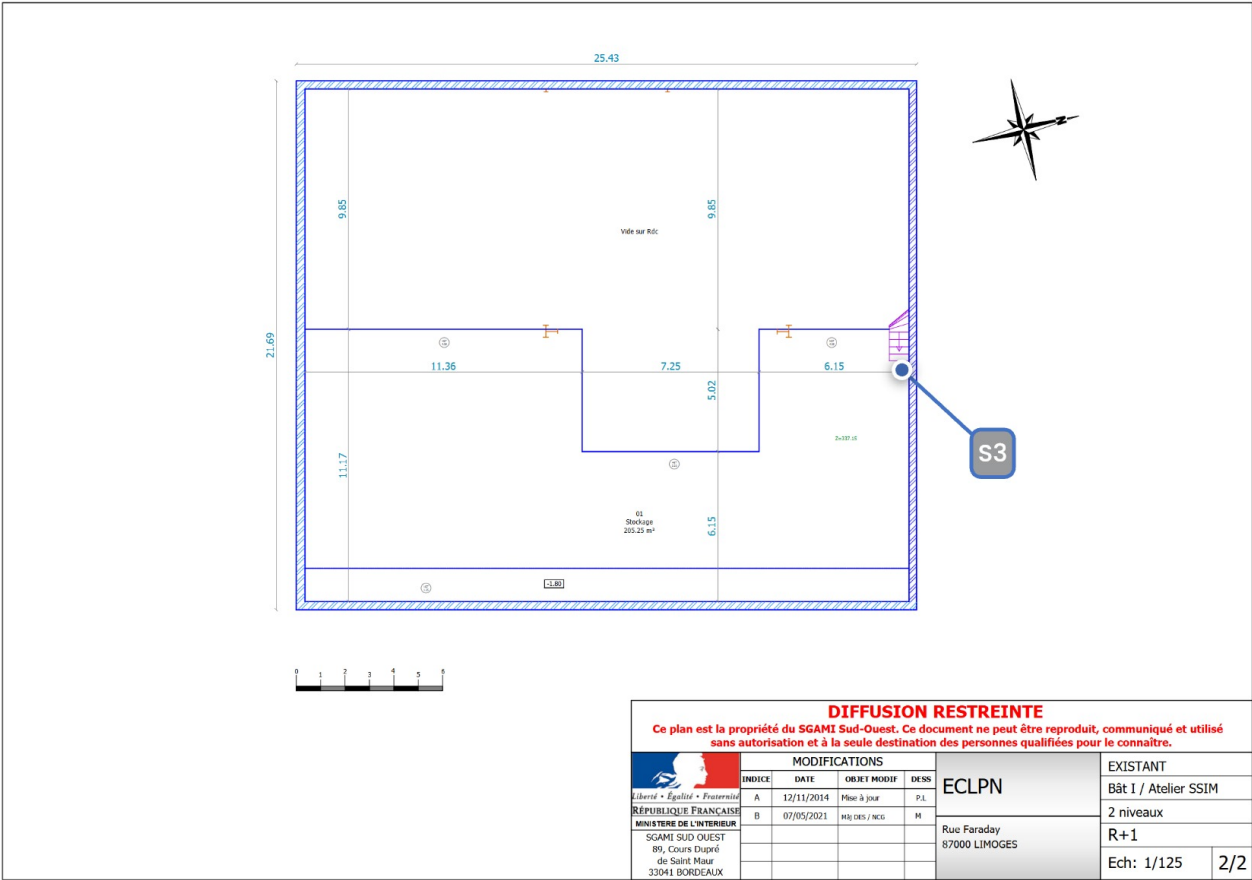 25.43
N
9.85
9.85
Vide sur Rdc
21.69
11.36
7.25
6.15
5.02
Z=337.15
S3
11.17
01
Stockage
205.25 m²
6.15
-1.80
0 1 2 3 4 5 6
DIFFUSION RESTREINTE
Ce plan est la propriété du SGAMI Sud-Ouest. Ce document ne peut être reproduit, communiqué et utilisé
sans autorisation et à la seule destination des personnes qualifiées pour le connaître.
Liberté • Égalité • Fraternité
RÉPUBLIQUE FRANÇAISE
MINISTERE DE L'INTERIEUR
SGAMI SUD OUEST
89, Cours Dupré
de Saint Maur
33041 BORDEAUX
MODIFICATIONS
INDICE DATE OBJET MODIF DESS
A 12/11/2014 Mise à jour P.L
B 07/05/2021 Màj DES / NCG M
ECLPN
Rue Faraday
87000 LIMOGES
EXISTANT
Bât I / Atelier SSIM
2 niveaux
R+1
Ech: 1/125 2/2